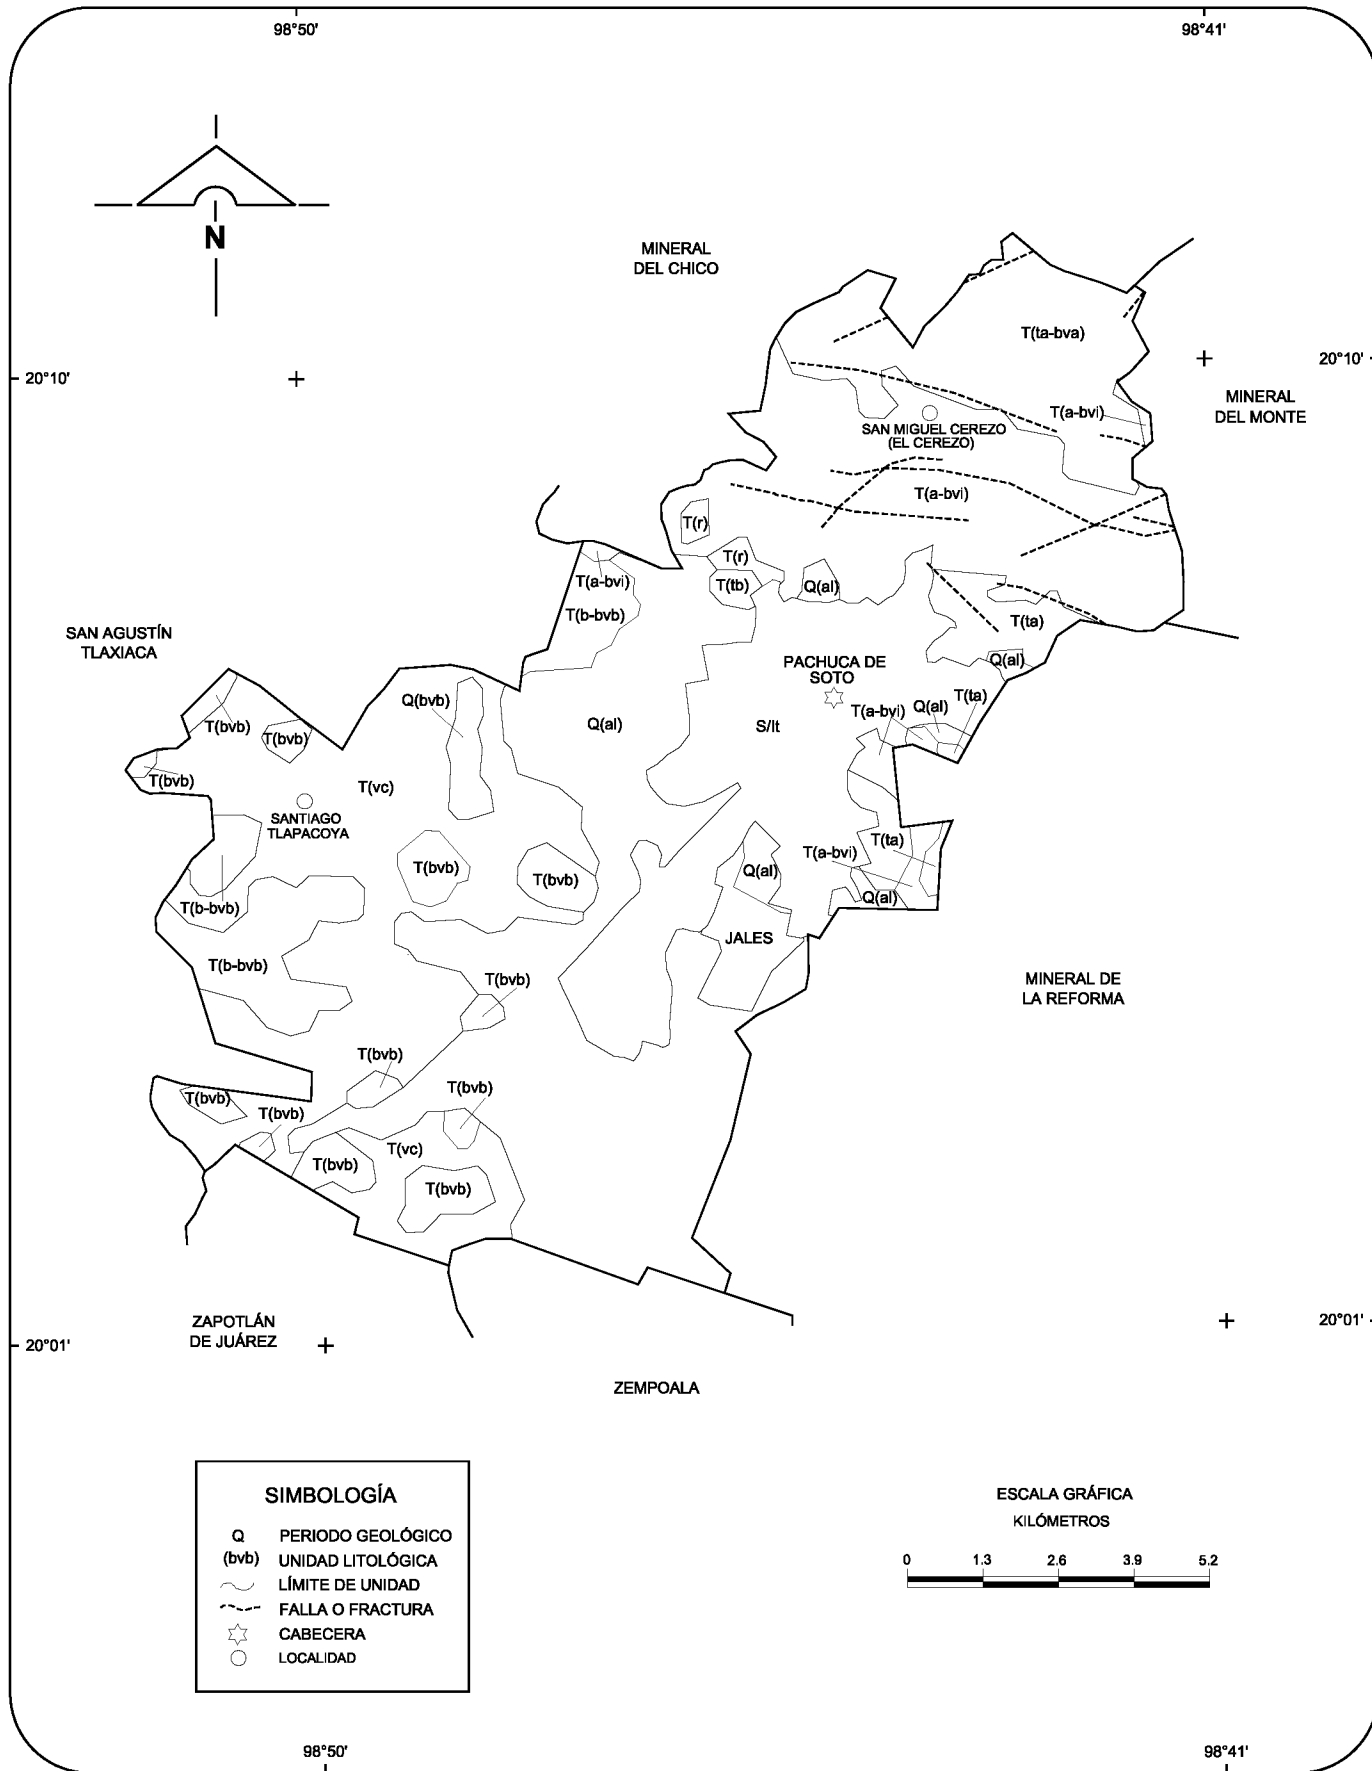 98°50'
98°41'
N
MINERAL
DEL CHICO
T(ta-bva)
20°10'
20°10'
MINERAL
DEL MONTE
T(a-bvi)
SAN MIGUEL CEREZO
(EL CEREZO)
T(a-bvi)
T(r)
T(r)
T(a-bvi)
T(tb)
Q(al)
T(b-bvb)
T(ta)
SAN AGUSTÍN
TLAXIACA
PACHUCA DE
SOTO
Q(al)
Q(bvb)
T(ta)
Q(al)
T(a-bvi)
T(bvb)
T(bvb)
Q(al)
S/lt
T(bvb)
T(vc)
SANTIAGO
TLAPACOYA
T(ta)
T(a-bvi)
T(bvb)
T(bvb)
Q(al)
Q(al)
T(b-bvb)
JALES
T(b-bvb)
T(bvb)
MINERAL DE
LA REFORMA
T(bvb)
T(bvb)
T(bvb)
T(bvb)
T(vc)
T(bvb)
T(bvb)
ZAPOTLÁN
DE JUÁREZ
20°01'
20°01'
ZEMPOALA
SIMBOLOGÍA
Q PERIODO GEOLÓGICO
(bvb) UNIDAD LITOLÓGICA
LÍMITE DE UNIDAD
FALLA O FRACTURA
CABECERA
LOCALIDAD
ESCALA GRÁFICA
KILÓMETROS
0 1.3 2.6 3.9 5.2
98°50'
98°41'